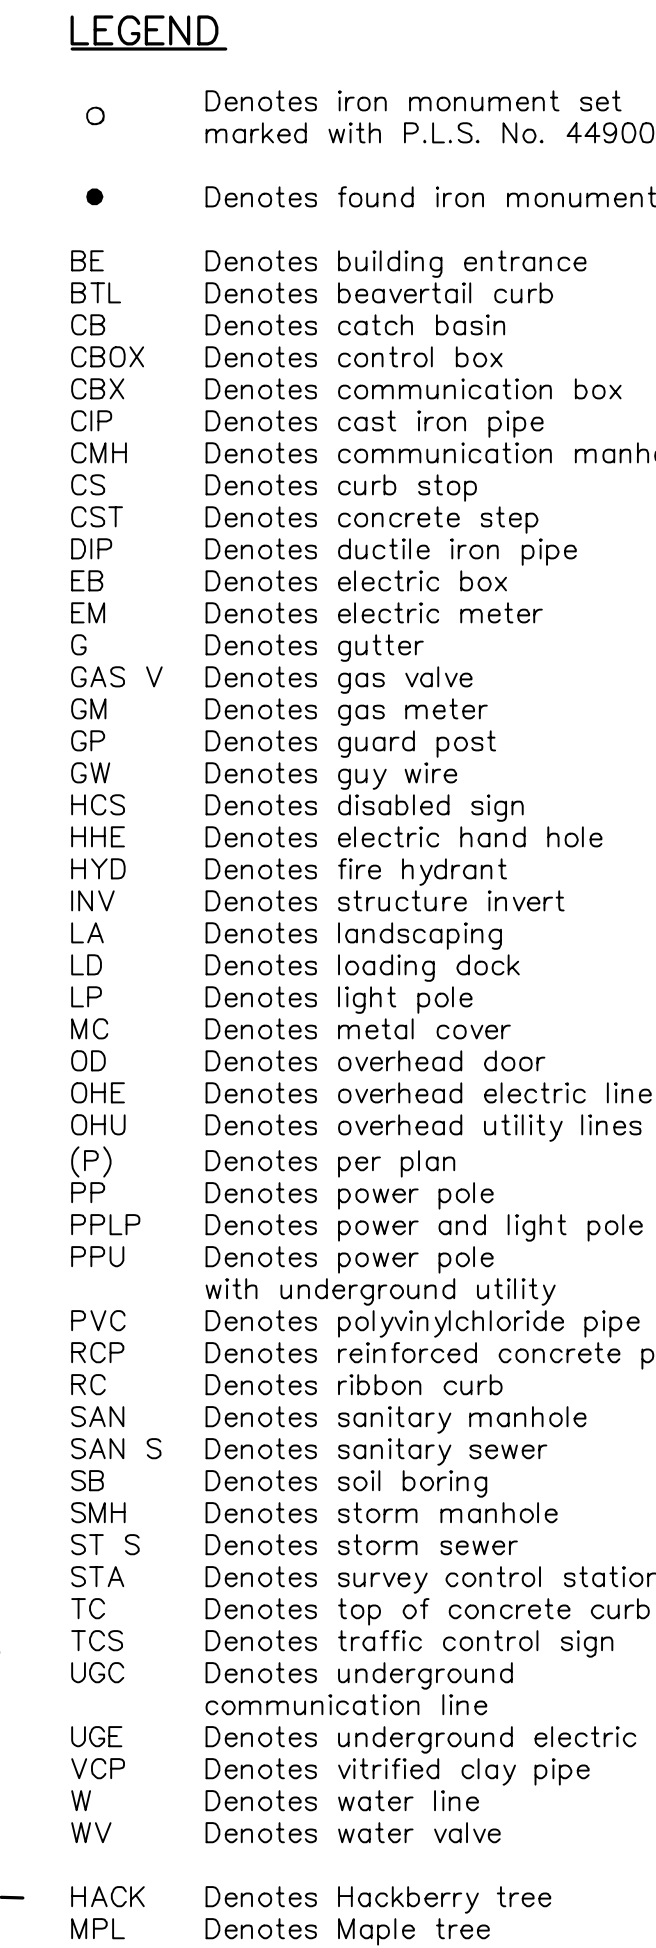 LEGEND
Denotes iron monument set
marked with P.L.S. No. 44900
Denotes found iron monument
BE Denotes building entrance
BTL Denotes beavertail curb
CB Denotes catch basin
CBOX Denotes control box
CBX Denotes communication box
CIP Denotes cast iron pipe
CMH Denotes communication
CS Denotes curb stop
CST Denotes concrete step
DIP Denotes ductile iron pipe
EB Denotes electric box
EM Denotes electric meter
G Denotes gutter
GAS V Denotes gas valve
GM Denotes gas meter
GP Denotes guard post
GW Denotes guy wire
HCS Denotes disabled sign
HHE Denotes electric hand hole
HYD Denotes fire hydrant
INV Denotes structure invert
LA Denotes landscaping
LD Denotes loading dock
LP Denotes light pole
MC Denotes metal cover
OD Denotes overhead door
OHE Denotes overhead electric line
OHU Denotes overhead utility lines
(P) Denotes per plan
PP Denotes power pole
PPLP Denotes power and light pole
PPU Denotes power pole
with underground utility
PVC Denotes polyvinylchloride pipe
RCP Denotes reinforced concrete
RC Denotes ribbon curb
SAN Denotes sanitary manhole
SAN S Denotes sanitary sewer
SB Denotes soil boring
SMH Denotes storm manhole
ST S Denotes storm sewer
STA Denotes survey control station
TC Denotes top of concrete curb
TCS Denotes traffic control sign
UGC Denotes underground
communication line
UGE Denotes underground electric
VCP Denotes vitrified clay pipe
W Denotes water line
WV Denotes water valve
HACK Denotes Hackberry tree
MPL Denotes Maple tree